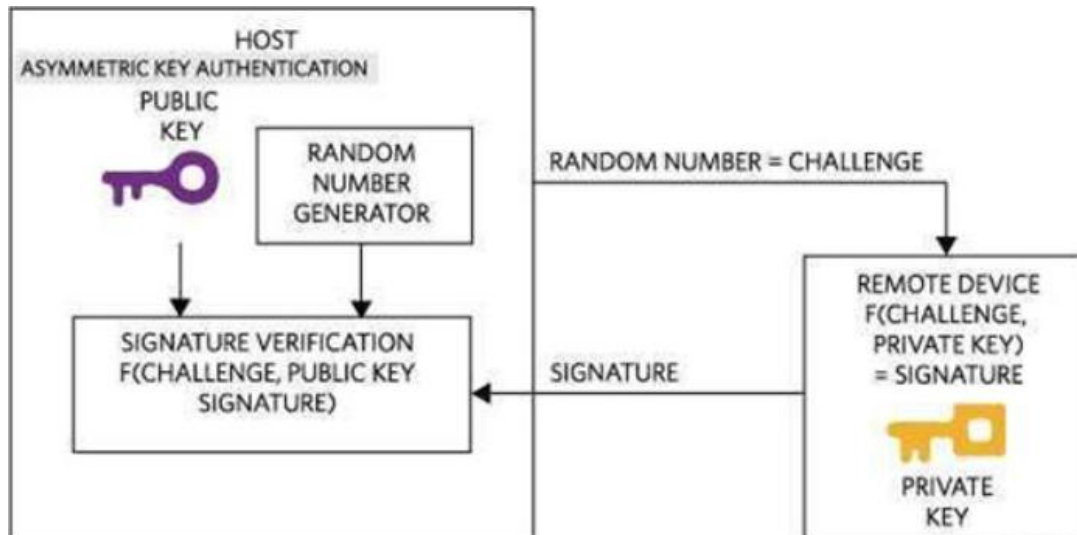 HOST
ASYMMETRIC KEY AUTHENTICATION
PUBLIC
KEY
RANDOM
NUMBER
GENERATOR
RANDOM NUMBER = CHALLENGE
SIGNATURE VERIFICATION
F(CHALLENGE, PUBLIC KEY
SIGNATURE)
SIGNATURE
REMOTE DEVICE
F(CHALLENGE,
PRIVATE KEY)
= SIGNATURE
PRIVATE
KEY